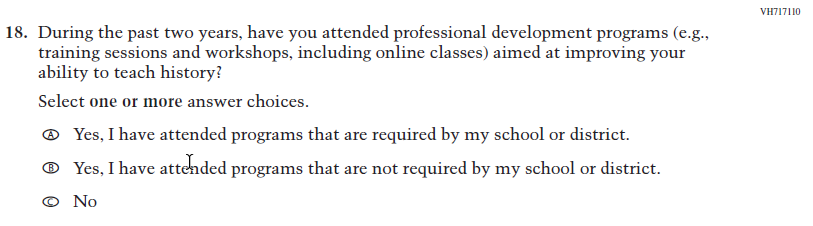 VH717110
18. During the past two years, have you attended professional development programs (e.g.,
training sessions and workshops, including online classes) aimed at improving your
ability to teach history?
Select one or more answer choices.
A Yes, I have attended programs that are required by my school or district.
B Yes, I have attended programs that are not required by my school or district.
C No